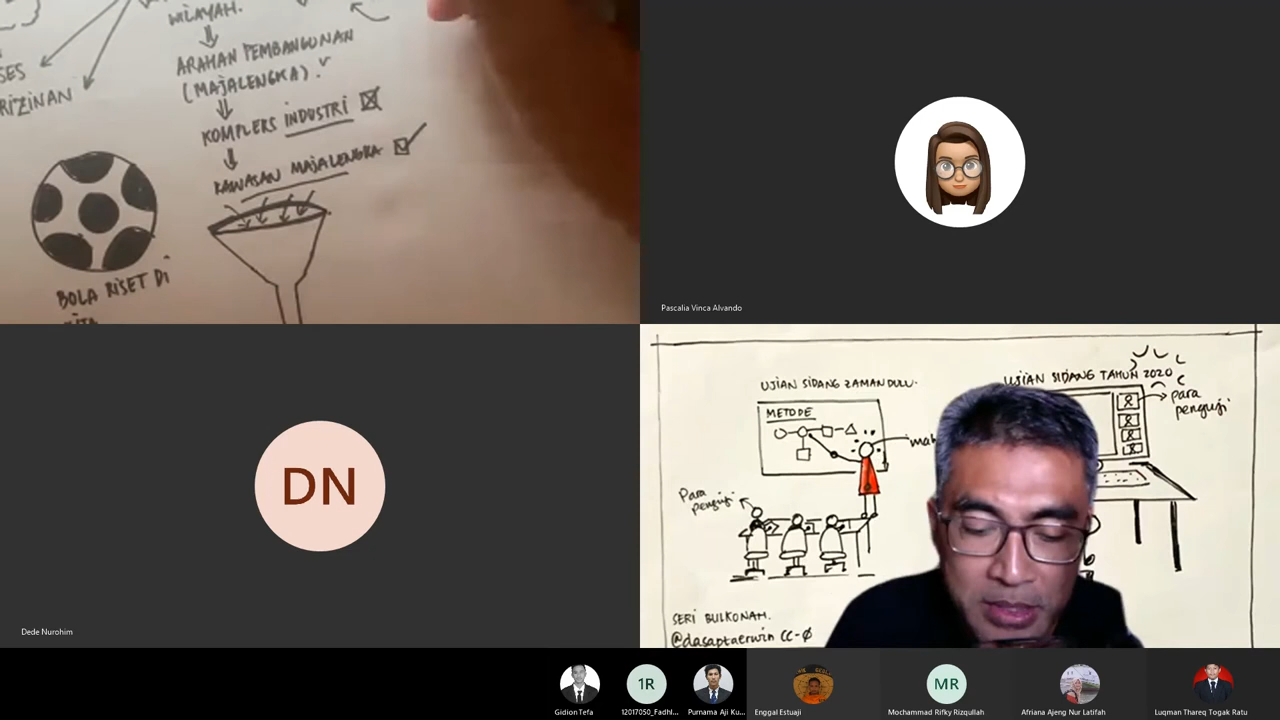 WILAYAH.
SES
RIZINAN
ARAHAN PEMBANGUNAN
(MAJALENGKA).
KOMPLEKS INDUSTRI
KAWASAN MAJALENGKA
BOLA RISET DI
Pascalia Vinca Alvando
DN
Dede Nurohim
UJIAN SIDANG ZAMAN DULU.
METODE
mah
Para
penguji.
UJIAN SIDANG TAHUN 2020
para
penguji.
SERI BULKONAH.
@dasaptaerwin CC-Ø
Gidion Tefa
1R
12017050_Fadhl...
Purnama Aji Ku...
Enggal Estuaji
MR
Mochammad Rifky Rizqullah
Afriana Ajeng Nur Latifah
Luqman Thareq Togak Ratu